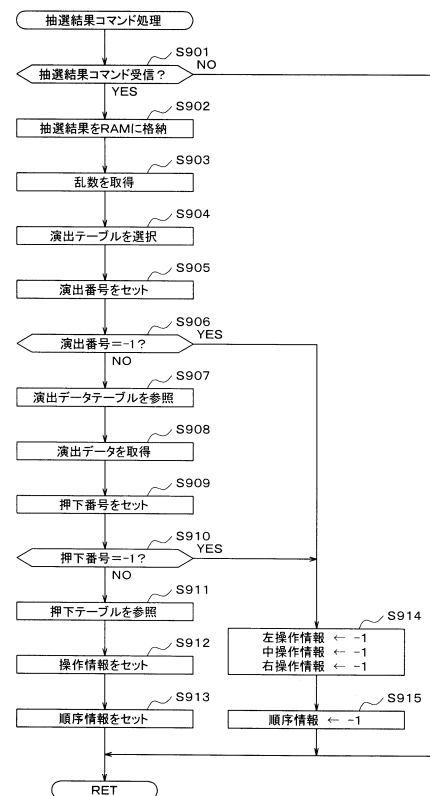 抽選結果コマンド処理
S901
抽選結果コマンド受信？
NO
YES
S902
抽選結果をRAMに格納
S903
乱数を取得
S904
演出テーブルを選択
S905
演出番号をセット
S906
演出番号＝-1？
YES
NO
S907
演出データテーブルを参照
S908
演出データを取得
S909
押下番号をセット
S910
押下番号＝-1？
YES
NO
S911
押下テーブルを参照
S912
操作情報をセット
S913
順序情報をセット
S914
左操作情報 ← -1
中操作情報 ← -1
右操作情報 ← -1
S915
順序情報 ← -1
RET